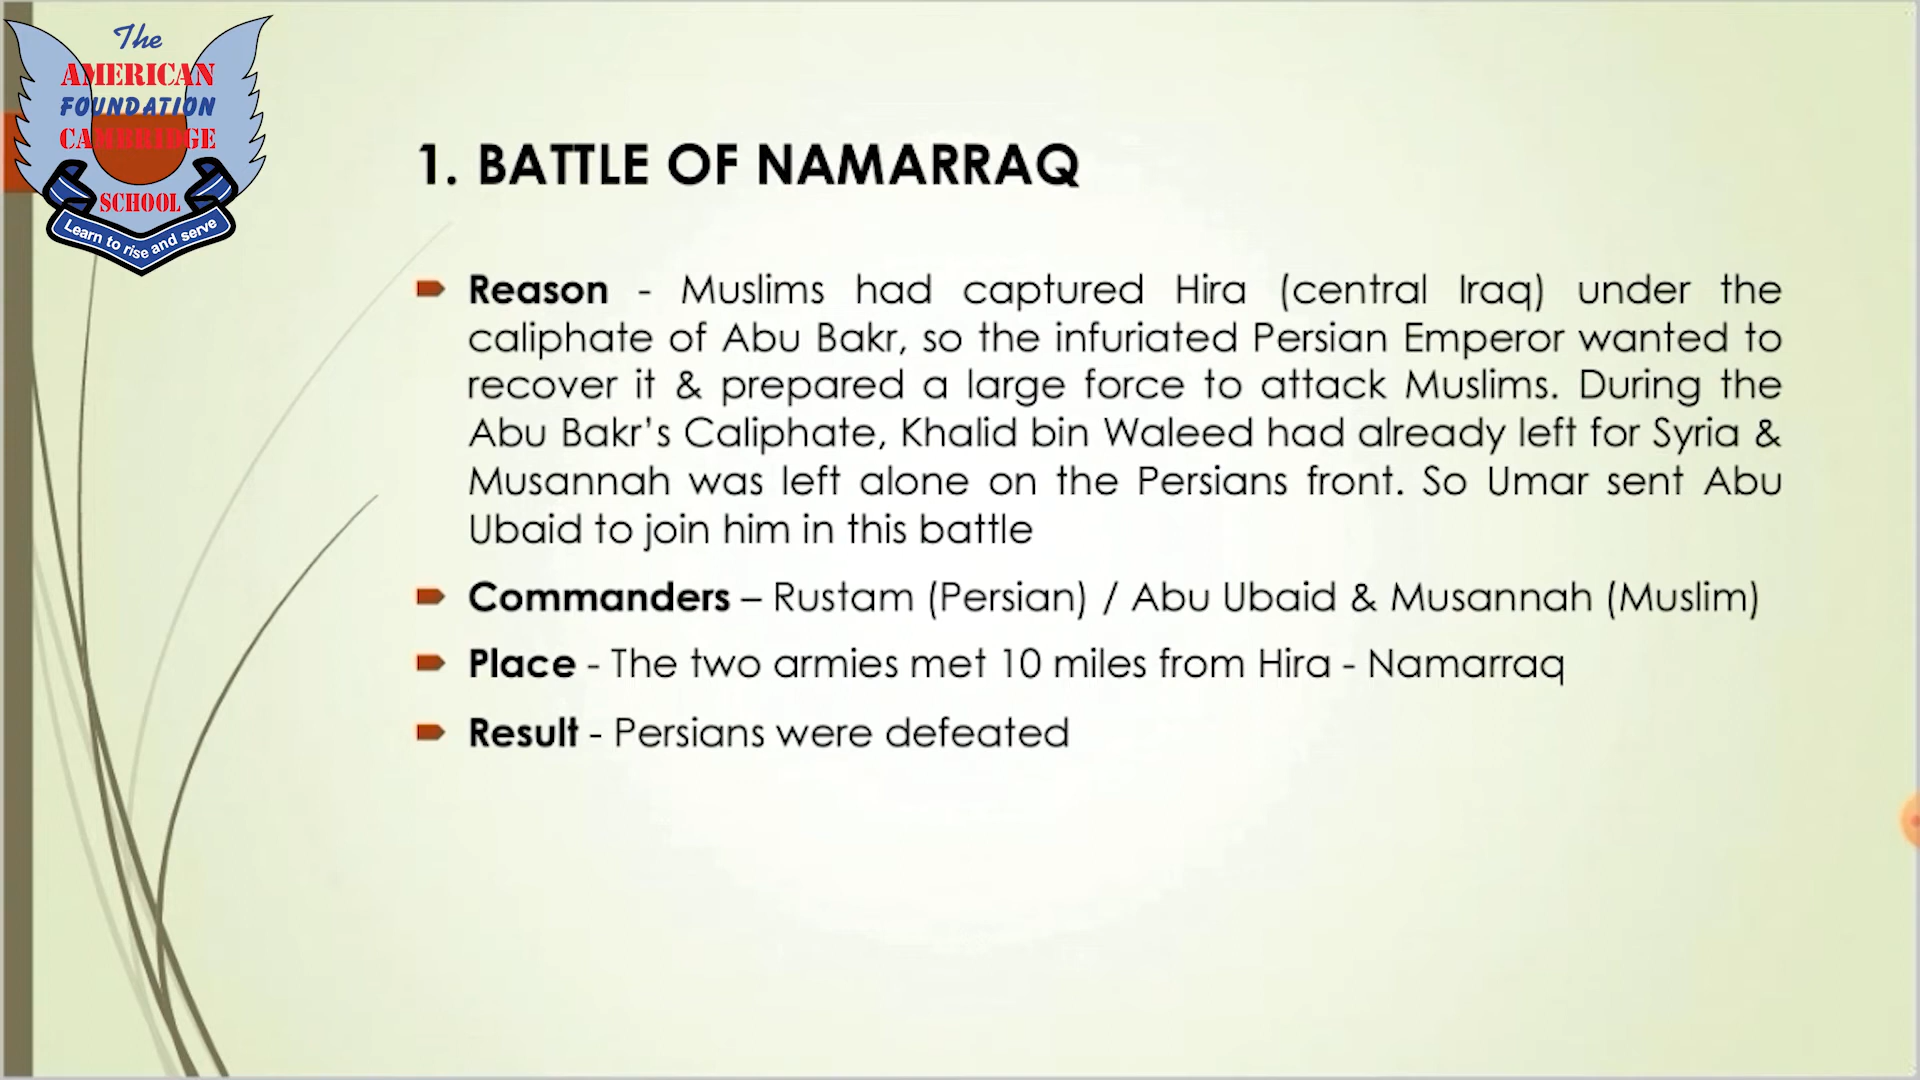 The
AMERICAN
FOUNDATION
CAMBRIDGE
SCHOOL
Learn to rise and serve
1. BATTLE OF NAMARRAQ
Reason - Muslims had captured Hira (central Iraq) under the
caliphate of Abu Bakr, so the infuriated Persian Emperor wanted to
recover it & prepared a large force to attack Muslims. During the
Abu Bakr's Caliphate, Khalid bin Waleed had already left for Syria &
Musannah was left alone on the Persians front. So Umar sent Abu
Ubaid to join him in this battle
Commanders – Rustam (Persian) / Abu Ubaid & Musannah (Muslim)
Place - The two armies met 10 miles from Hira - Namarraq
Result - Persians were defeated